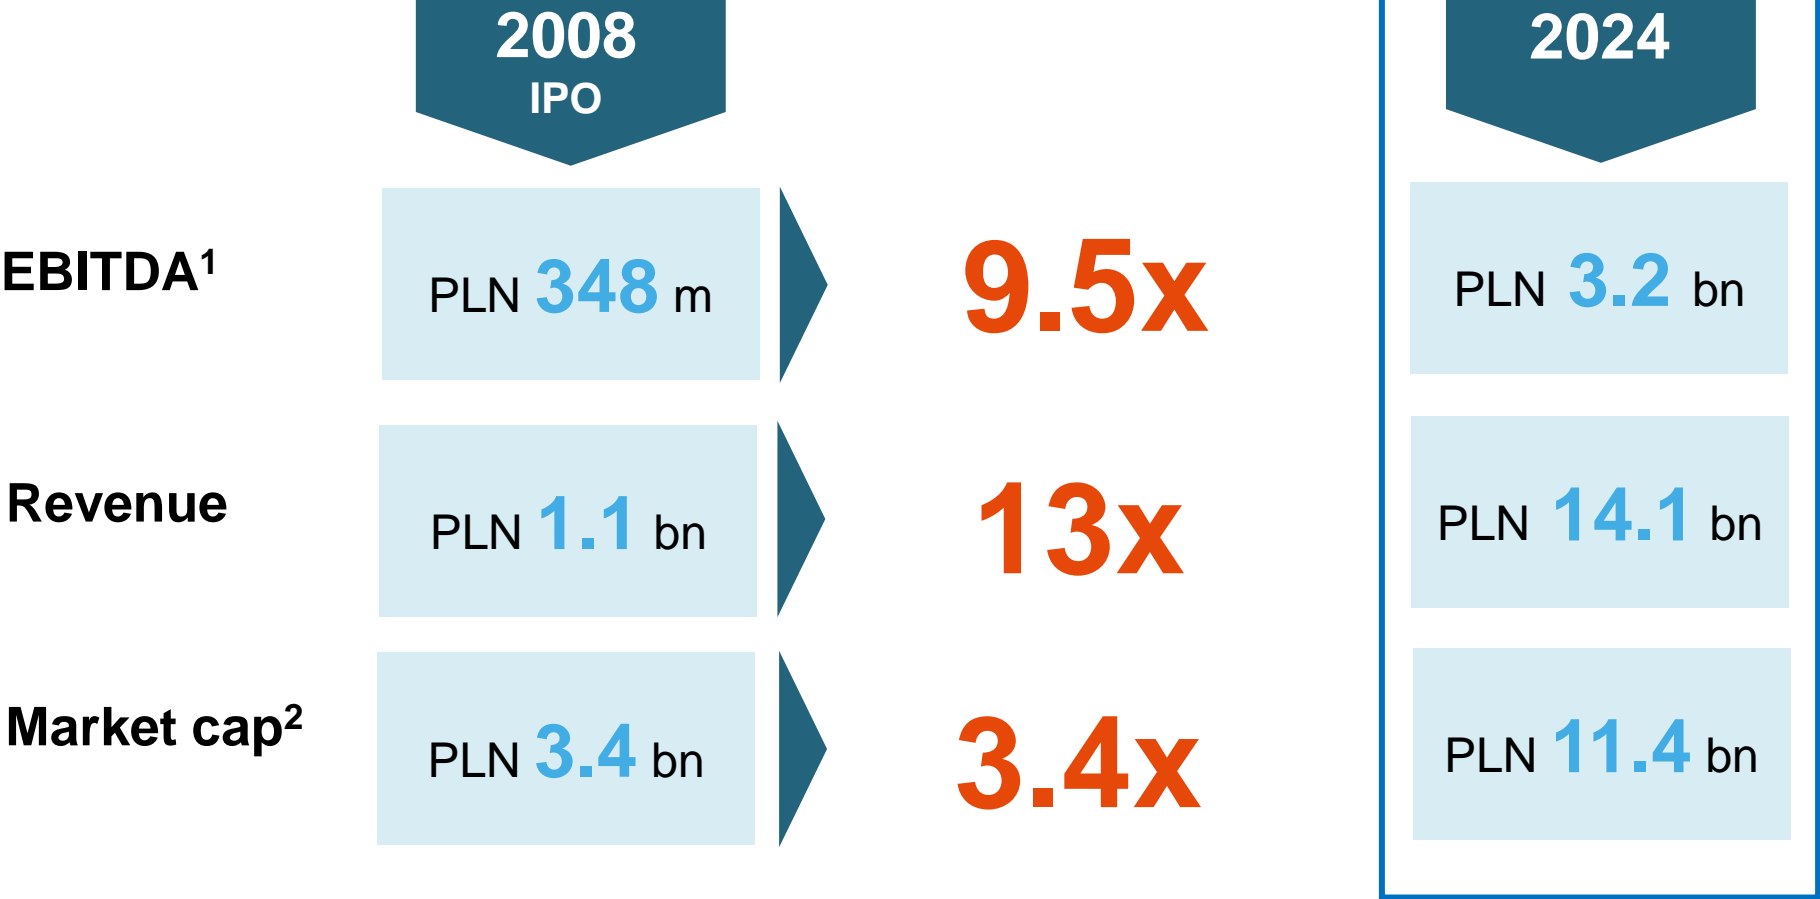 2008
IPO
2024
EBITDA¹
PLN 348 m
9.5x
PLN 3.2 bn
Revenue
PLN 1.1 bn
13x
PLN 14.1 bn
Market cap²
PLN 3.4 bn
3.4x
PLN 11.4 bn